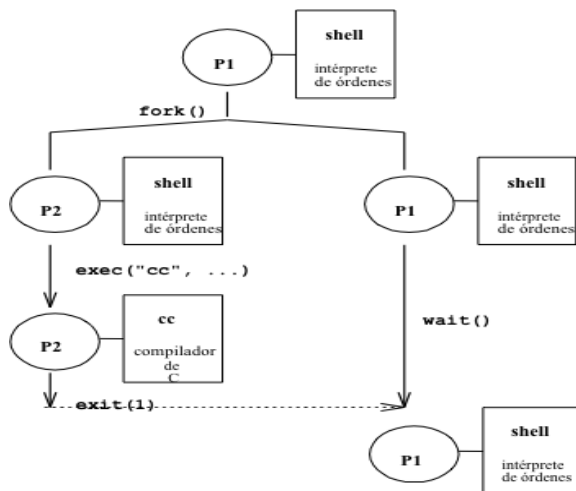 shell
P1
intérprete
de órdenes
fork()
shell
P2
intérprete
de órdenes
shell
P1
intérprete
de órdenes
exec("cc", ...)
cc
P2
compilador
de
C
wait()
exit(1)
shell
P1
intérprete
de órdenes